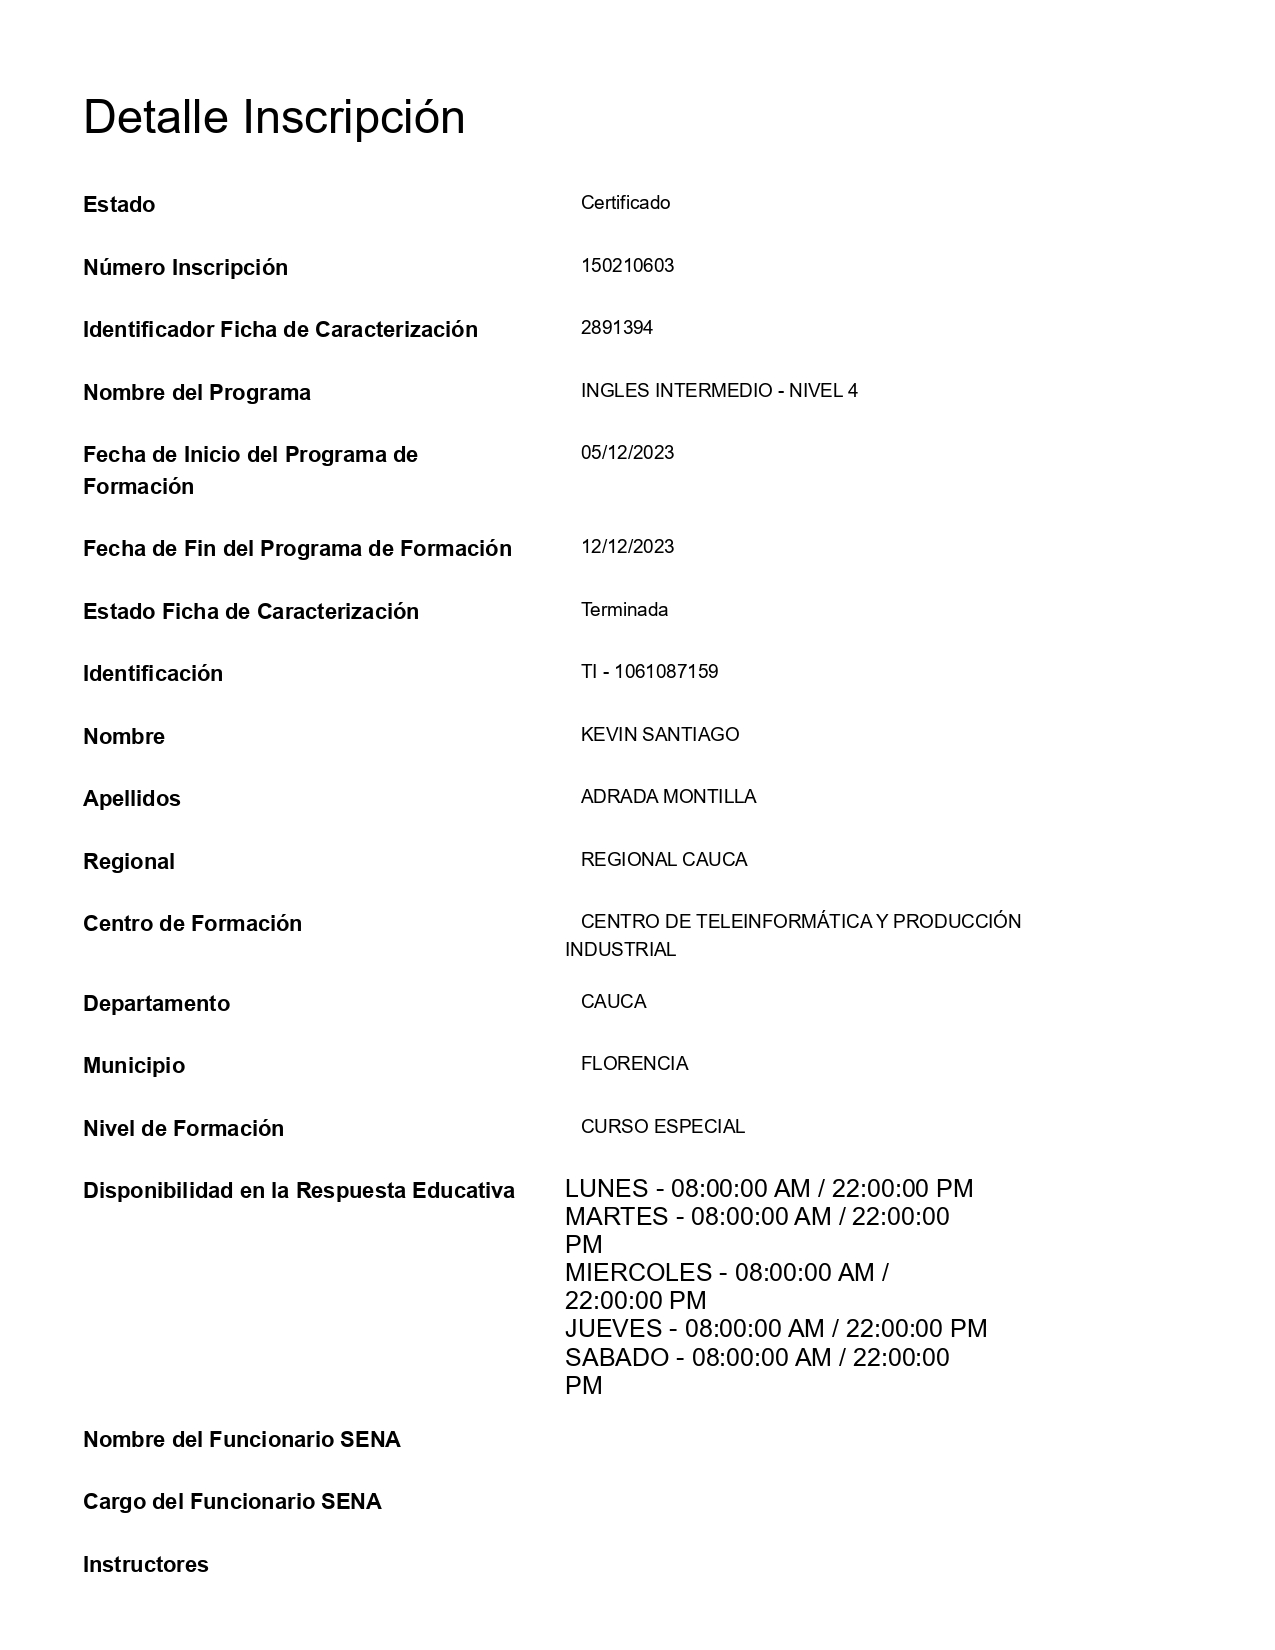 Detalle Inscripción
Estado Certificado
Número Inscripción 150210603
Identificador Ficha de Caracterización 2891394
Nombre del Programa INGLES INTERMEDIO - NIVEL 4
Fecha de Inicio del Programa de 05/12/2023
Formación
Fecha de Fin del Programa de Formación 12/12/2023
Estado Ficha de Caracterización Terminada
Identificación TI - 1061087159
Nombre KEVIN SANTIAGO
Apellidos ADRADA MONTILLA
Regional REGIONAL CAUCA
Centro de Formación CENTRO DE TELEINFORMÁTICA Y PRODUCCIÓN
INDUSTRIAL
Departamento CAUCA
Municipio FLORENCIA
Nivel de Formación CURSO ESPECIAL
Disponibilidad en la Respuesta Educativa LUNES - 08:00:00 AM / 22:00:00 PM
MARTES - 08:00:00 AM / 22:00:00
PM
MIERCOLES - 08:00:00 AM /
22:00:00 PM
JUEVES - 08:00:00 AM / 22:00:00 PM
SABADO - 08:00:00 AM / 22:00:00
PM
Nombre del Funcionario SENA
Cargo del Funcionario SENA
Instructores